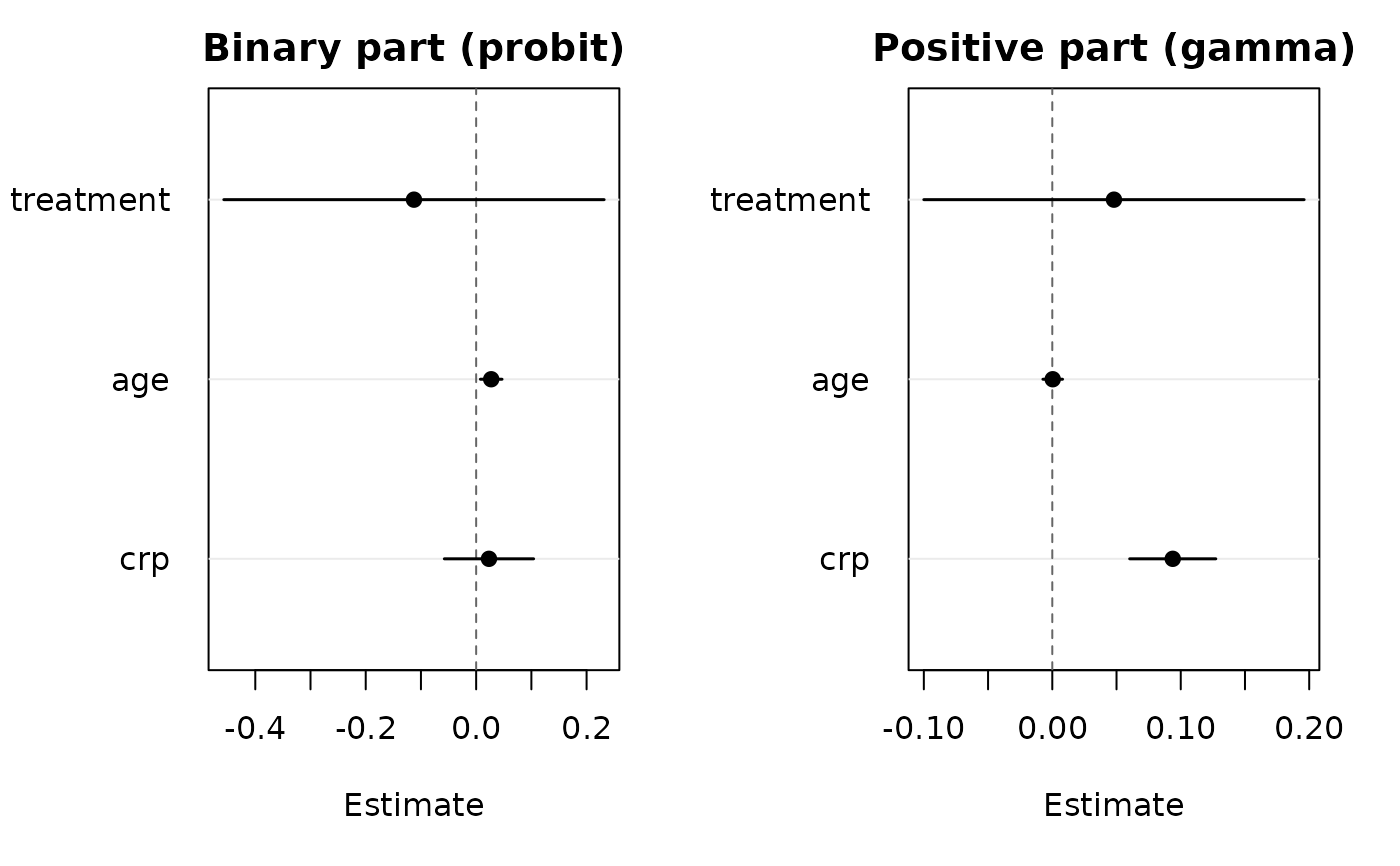 Binary part (probit)
treatment
age
crp
-0.4 -0.2 0.0 0.2
Estimate
Positive part (gamma)
treatment
age
crp
-0.10 0.00 0.10 0.20
Estimate